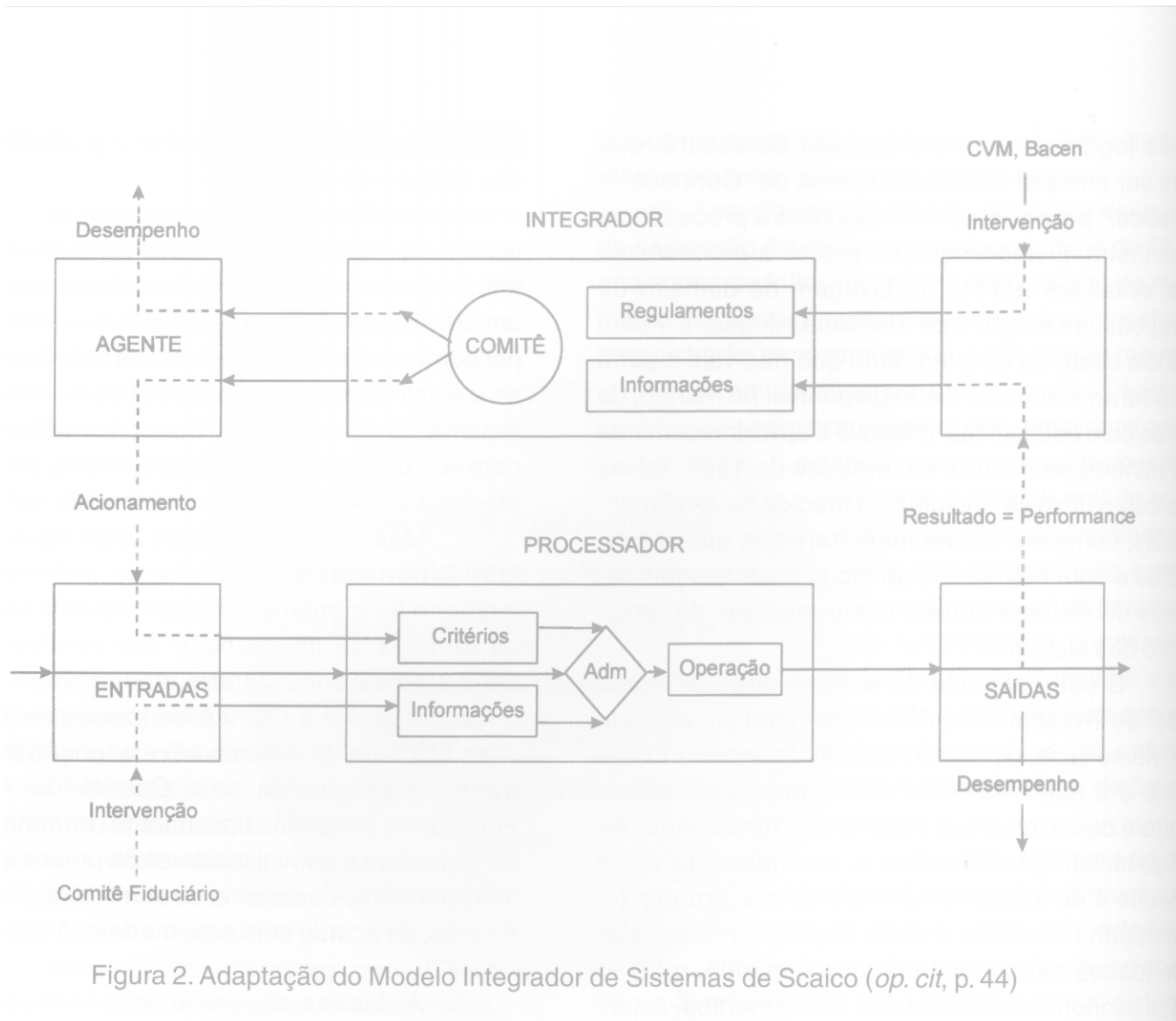 CVM, Bacen
Desempenho
INTEGRADOR
Intervenção
AGENTE
COMITÊ
Regulamentos
Informações
Acionamento
Resultado = Performance
PROCESSADOR
ENTRADAS
Critérios
Informações
Adm
Operação
SAÍDAS
Intervenção
Desempenho
Comitê Fiduciário
Figura 2. Adaptação do Modelo Integrador de Sistemas de Scaico (op. cit, p. 44)